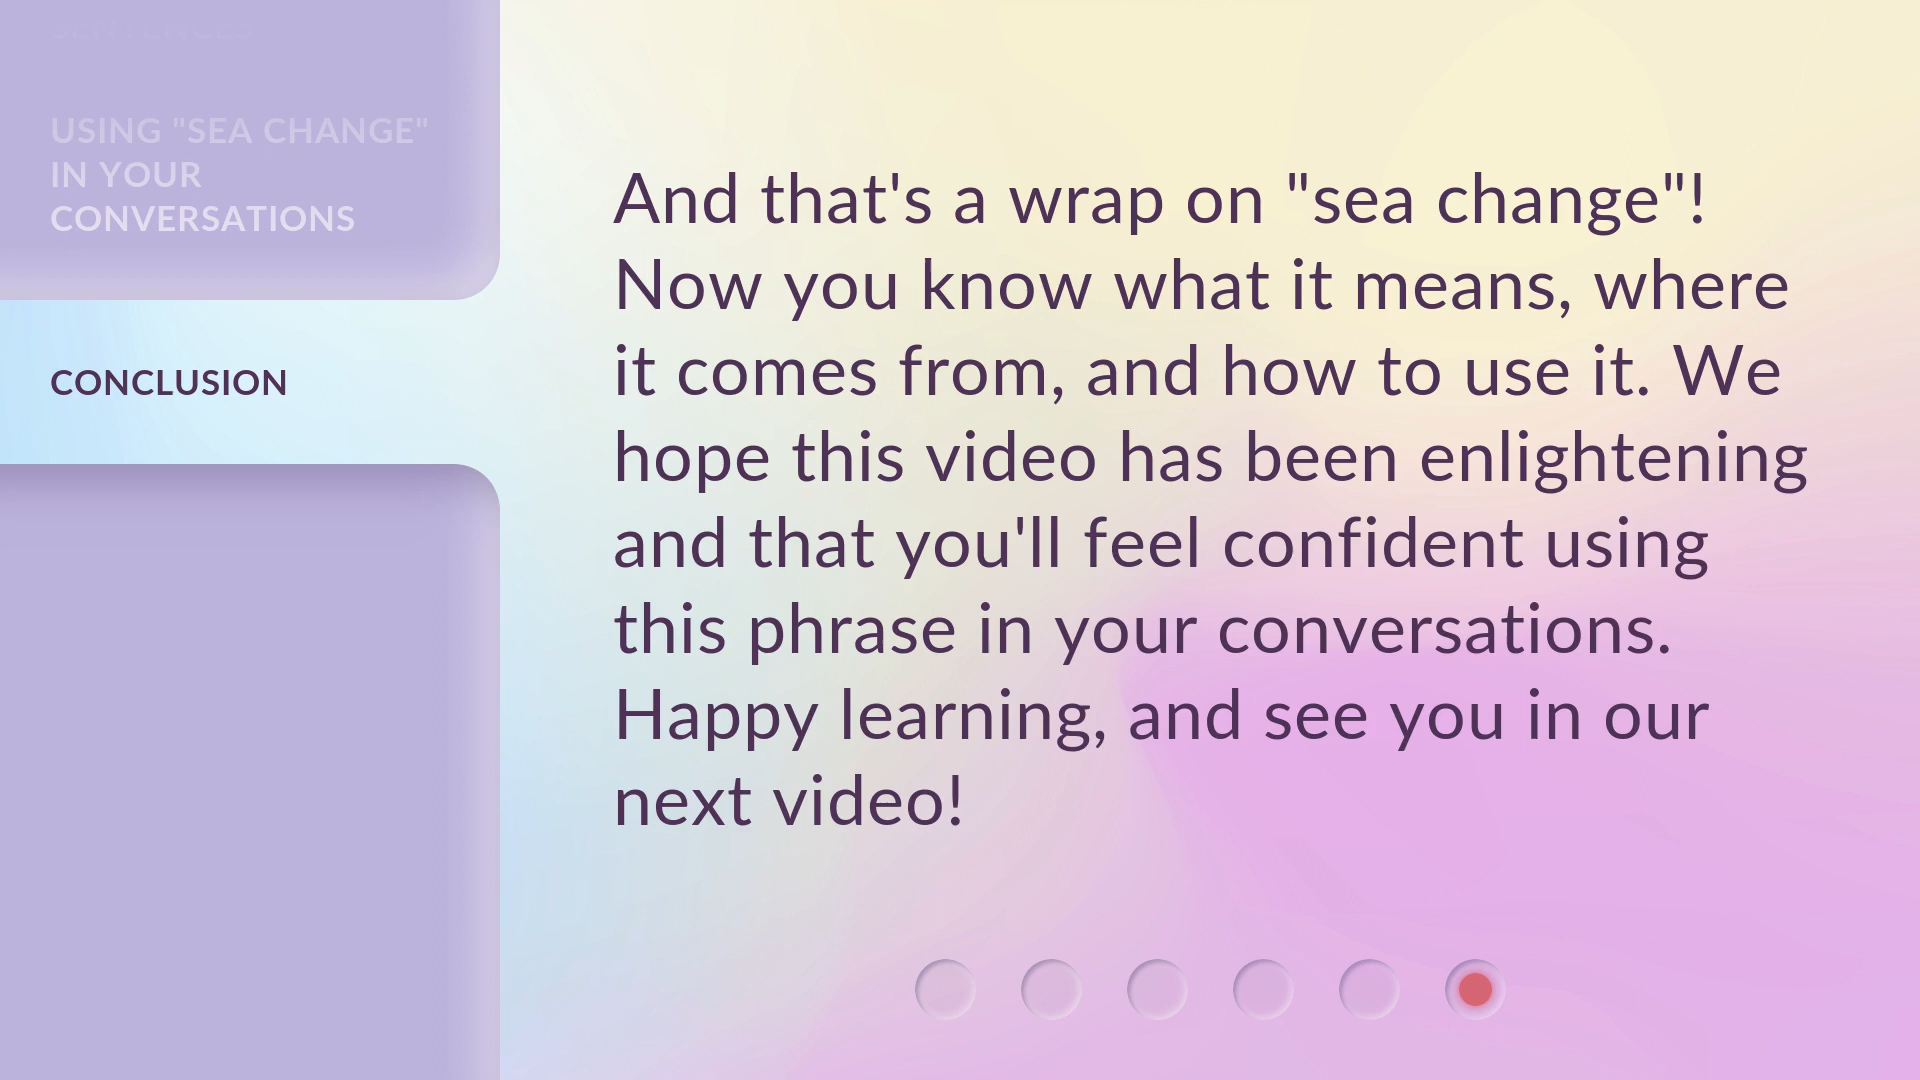 SENTENCES
USING "SEA CHANGE"
IN YOUR
CONVERSATIONS
CONCLUSION
And that's a wrap on "sea change"!
Now you know what it means, where
it comes from, and how to use it. We
hope this video has been enlightening
and that you'll feel confident using
this phrase in your conversations.
Happy learning, and see you in our
next video!